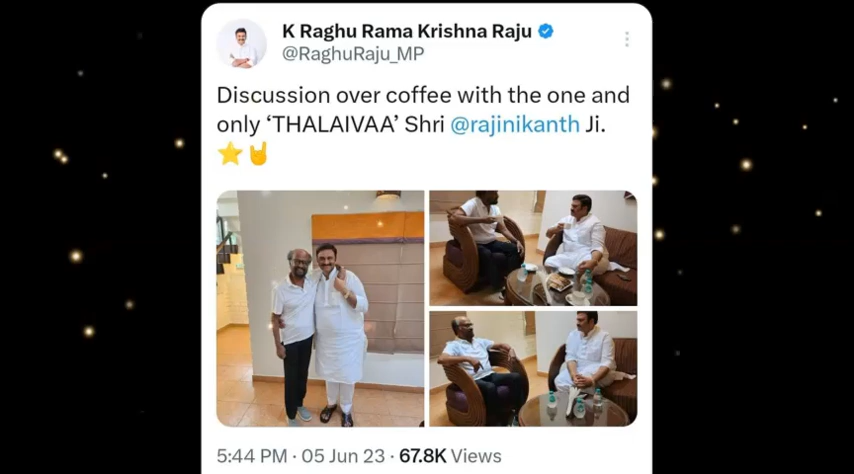 K Raghu Rama Krishna Raju
@RaghuRaju_MP
Discussion over coffee with the one and
only ‘THALAIVAA’ Shri @rajinikanth Ji.
5:44 PM · 05 Jun 23 · 67.8K Views